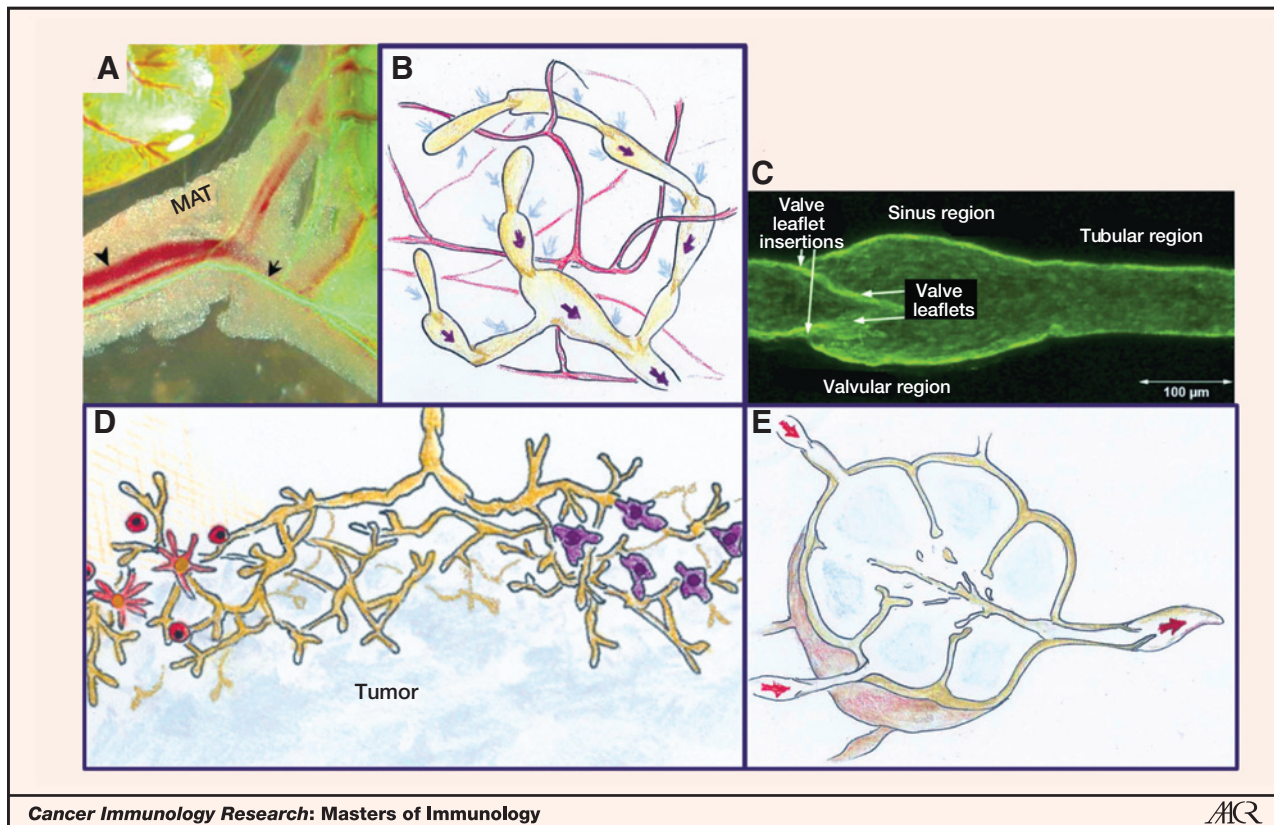 A
MAT
B
C
Valve
leaflet
insertions
Sinus region
Tubular region
Valve
leaflets
Valvular region
100 µm
D
Tumor
E
Cancer Immunology Research: Masters of Immunology
AACR